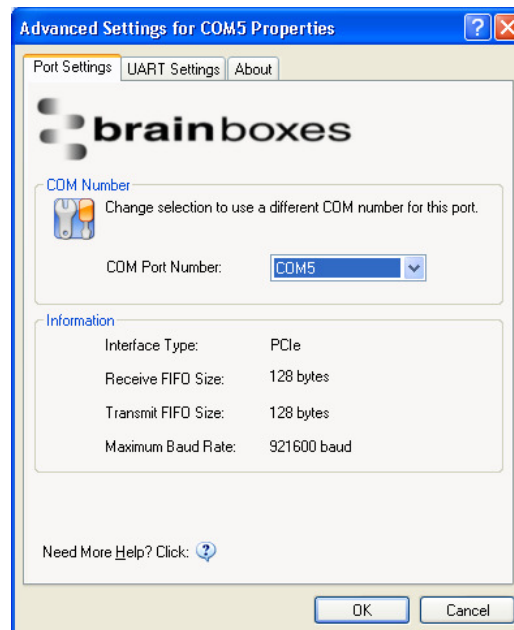 Advanced Settings for COM5 Properties
Port Settings UART Settings About
brainboxes
COM Number
Change selection to use a different COM number for this port.
COM Port Number: COM5
Information
Interface Type: PCIe
Receive FIFO Size: 128 bytes
Transmit FIFO Size: 128 bytes
Maximum Baud Rate: 921600 baud
Need More Help? Click:
OK Cancel